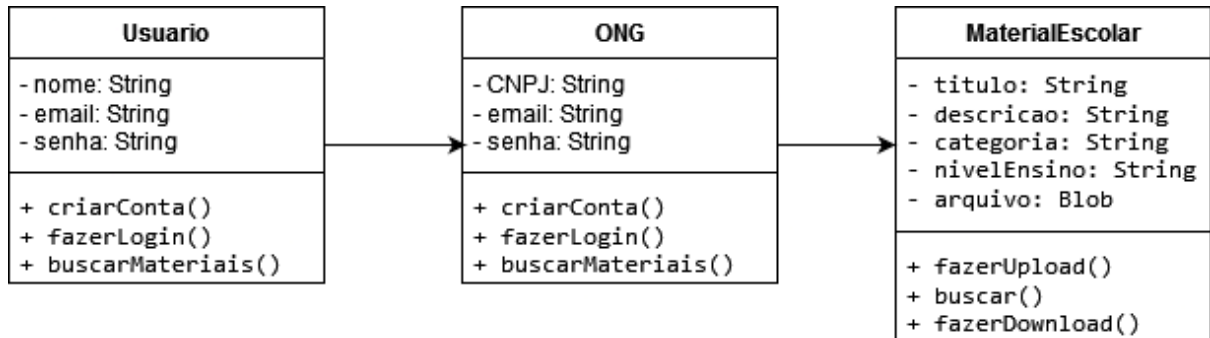 Usuario
- nome: String
- email: String
- senha: String
+ criarConta()
+ fazerLogin()
+ buscarMateriais()
ONG
- CNPJ: String
- email: String
- senha: String
+ criarConta()
+ fazerLogin()
+ buscarMateriais()
MaterialEscolar
- titulo: String
- descricao: String
- categoria: String
- nivelEnsino: String
- arquivo: Blob
+ fazerUpload()
+ buscar()
+ fazerDownload()